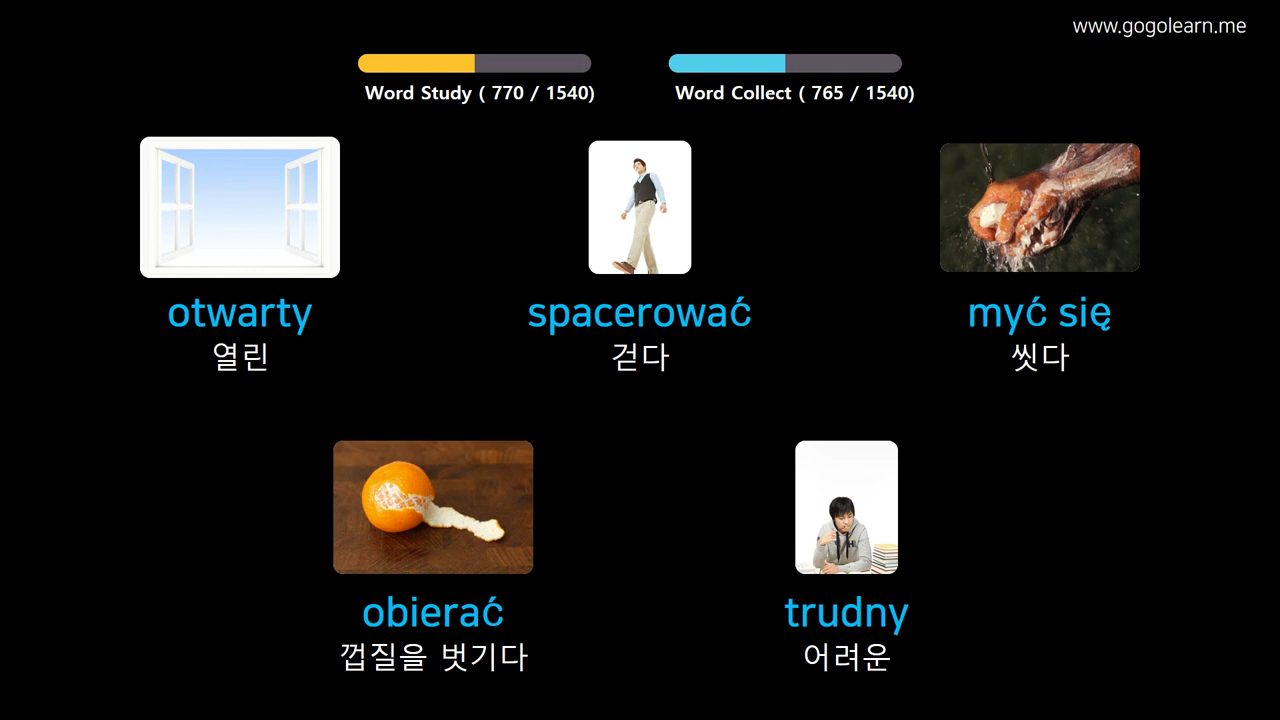 www.gogolearn.me
Word Study ( 770 / 1540)
Word Collect ( 765 / 1540)
otwarty
열린
spacerować
걷다
myć się
씻다
obierać
껍질을 벗기다
trudny
어려운